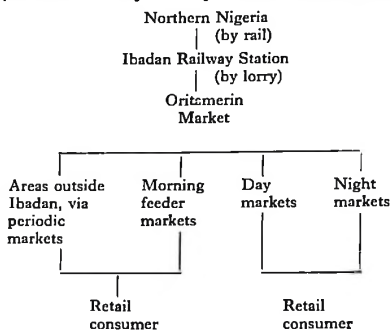 Northern Nigeria
(by rail)
Ibadan Railway Station
(by lorry)
Oritsmerin
Market
Areas outside
Ibadan, via
periodic
markets
Morning
feeder
markets
Day
markets
Night
markets
Retail
consumer
Retail
consumer